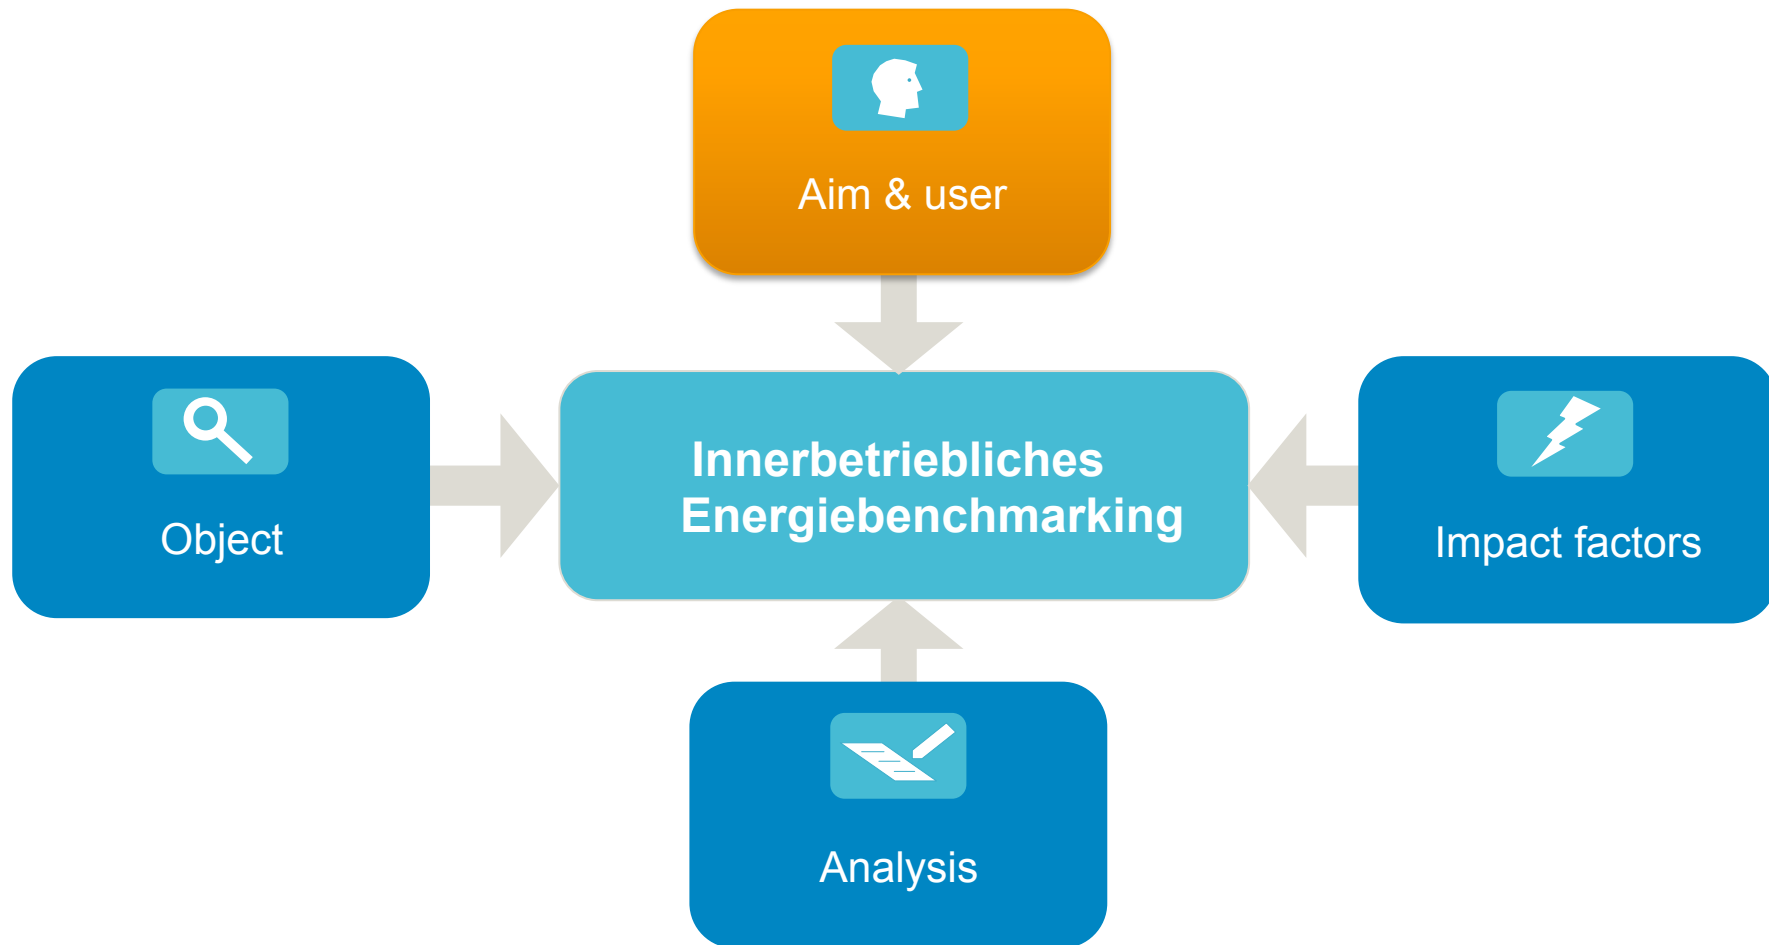 Aim & user
Object
Innerbetriebliches
Energiebenchmarking
Impact factors
Analysis